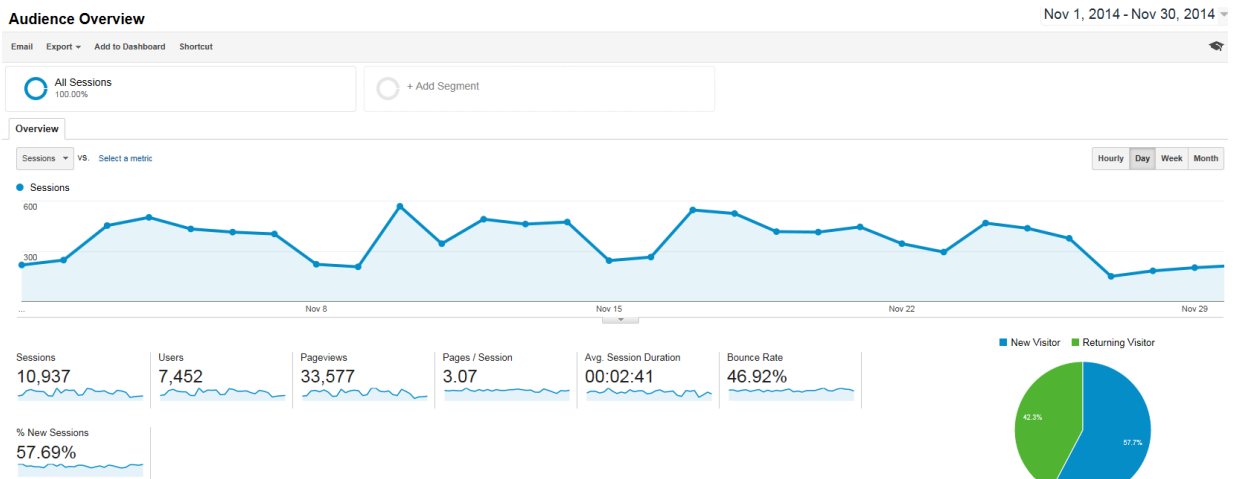 Audience Overview
Nov 1, 2014 - Nov 30, 2014
Email Export Add to Dashboard Shortcut
All Sessions
100.00%
+ Add Segment
Overview
Sessions VS. Select a metric
Hourly Day Week Month
Sessions
600
300
... Nov 8 Nov 15 Nov 22 Nov 29
New Visitor Returning Visitor
Sessions Users Pageviews Pages / Session Avg. Session Duration Bounce Rate
10,937 7,452 33,577 3.07 00:02:41 46.92%
42.3%
57.7%
% New Sessions
57.69%